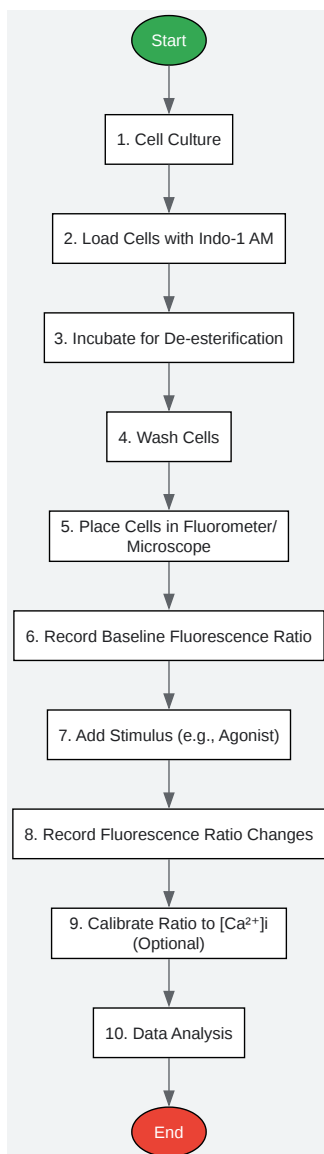 Start
1. Cell Culture
2. Load Cells with Indo-1 AM
3. Incubate for De-esterification
4. Wash Cells
5. Place Cells in Fluorometer/
Microscope
6. Record Baseline Fluorescence Ratio
7. Add Stimulus (e.g., Agonist)
8. Record Fluorescence Ratio Changes
9. Calibrate Ratio to [Ca²⁺]i
(Optional)
10. Data Analysis
End